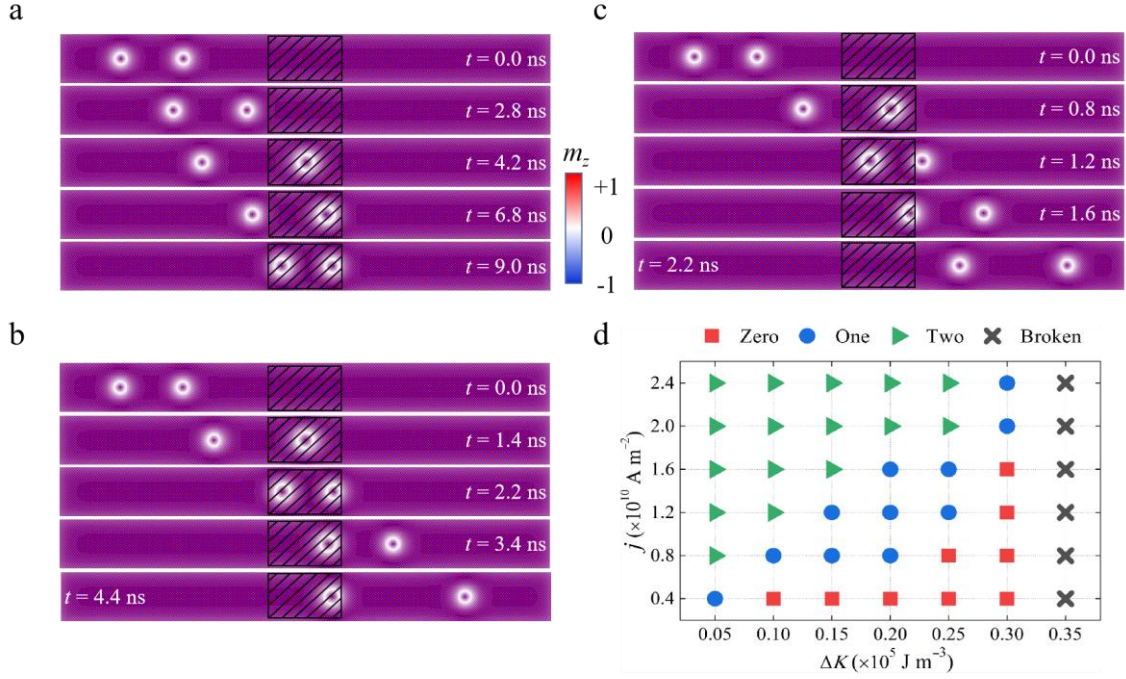 a
t = 0.0 ns
t = 2.8 ns
t = 4.2 ns
t = 6.8 ns
t = 9.0 ns
m_z
+1
0
-1
c
t = 0.0 ns
t = 0.8 ns
t = 1.2 ns
t = 1.6 ns
t = 2.2 ns
b
t = 0.0 ns
t = 1.4 ns
t = 2.2 ns
t = 3.4 ns
t = 4.4 ns
d
Zero One Two Broken
j (×10¹⁰ A m⁻²)
2.4
2.0
1.6
1.2
0.8
0.4
0.05 0.10 0.15 0.20 0.25 0.30 0.35
ΔK (×10⁵ J m⁻³)